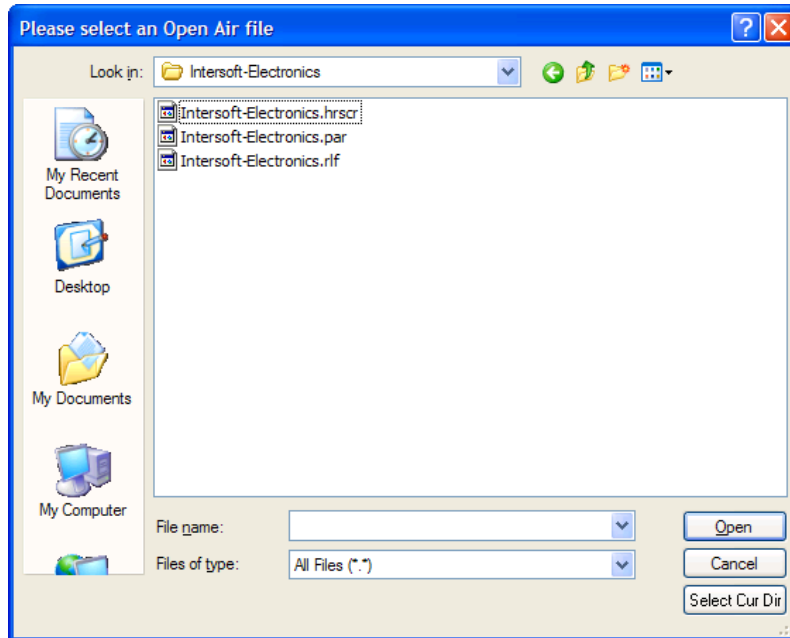 Please select an Open Air file
Look in:
Intersoft-Electronics
Intersoft-Electronics.hrscr
Intersoft-Electronics.par
Intersoft-Electronics.rlf
My Recent
Documents
Desktop
My Documents
My Computer
File name:
Open
Files of type:
All Files (*.*)
Cancel
Select Cur Dir